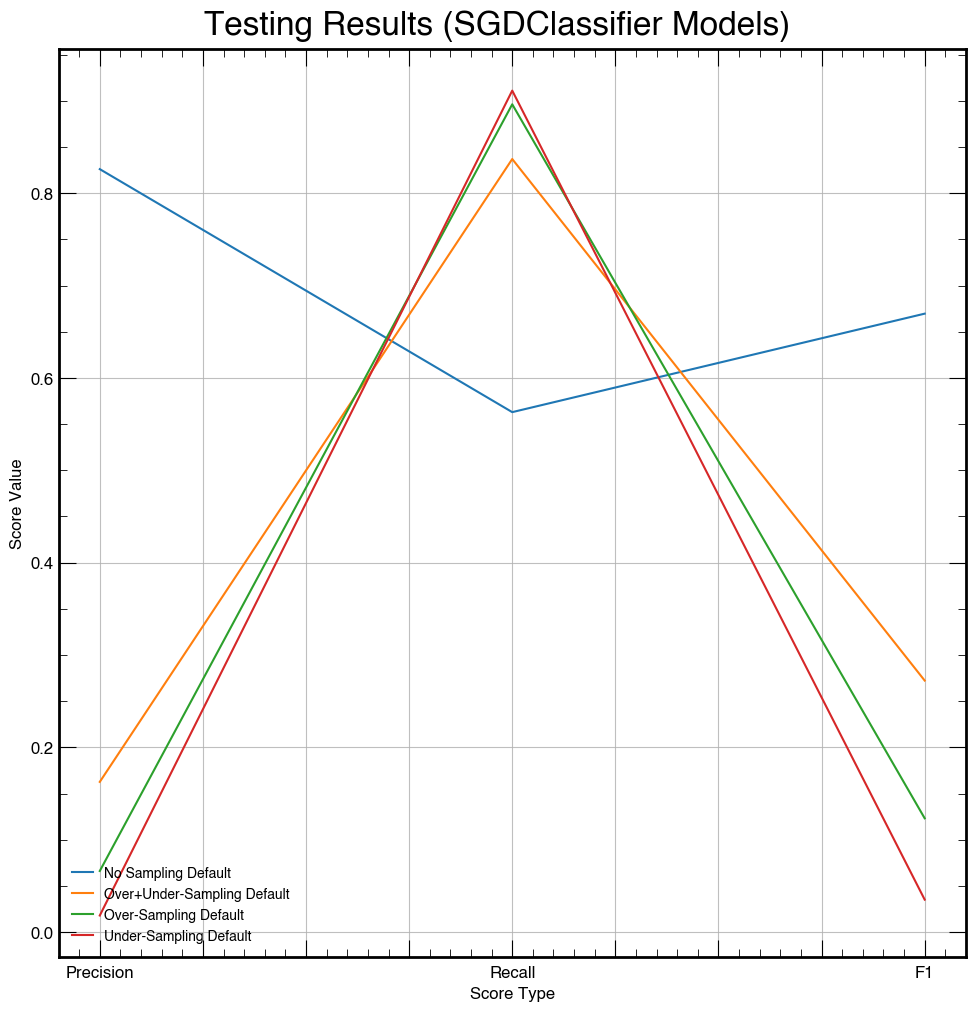 Testing Results (SGDClassifier Models)
Score Value
0.8
0.6
0.4
0.2
0.0
No Sampling Default
Over+Under-Sampling Default
Over-Sampling Default
Under-Sampling Default
Precision
Recall
F1
Score Type